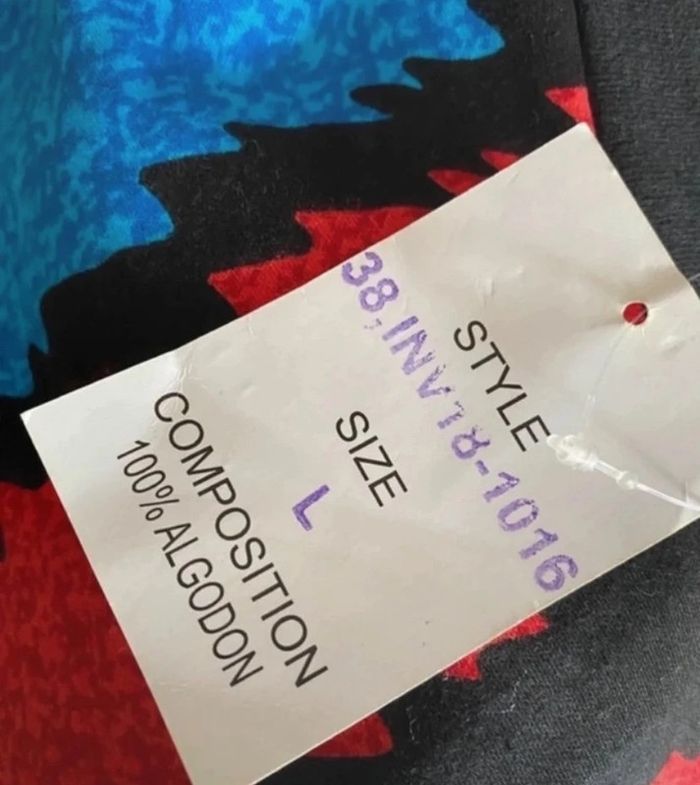 STYLE
38,INV18-1016
SIZE
L
COMPOSITION
100% ALGODON